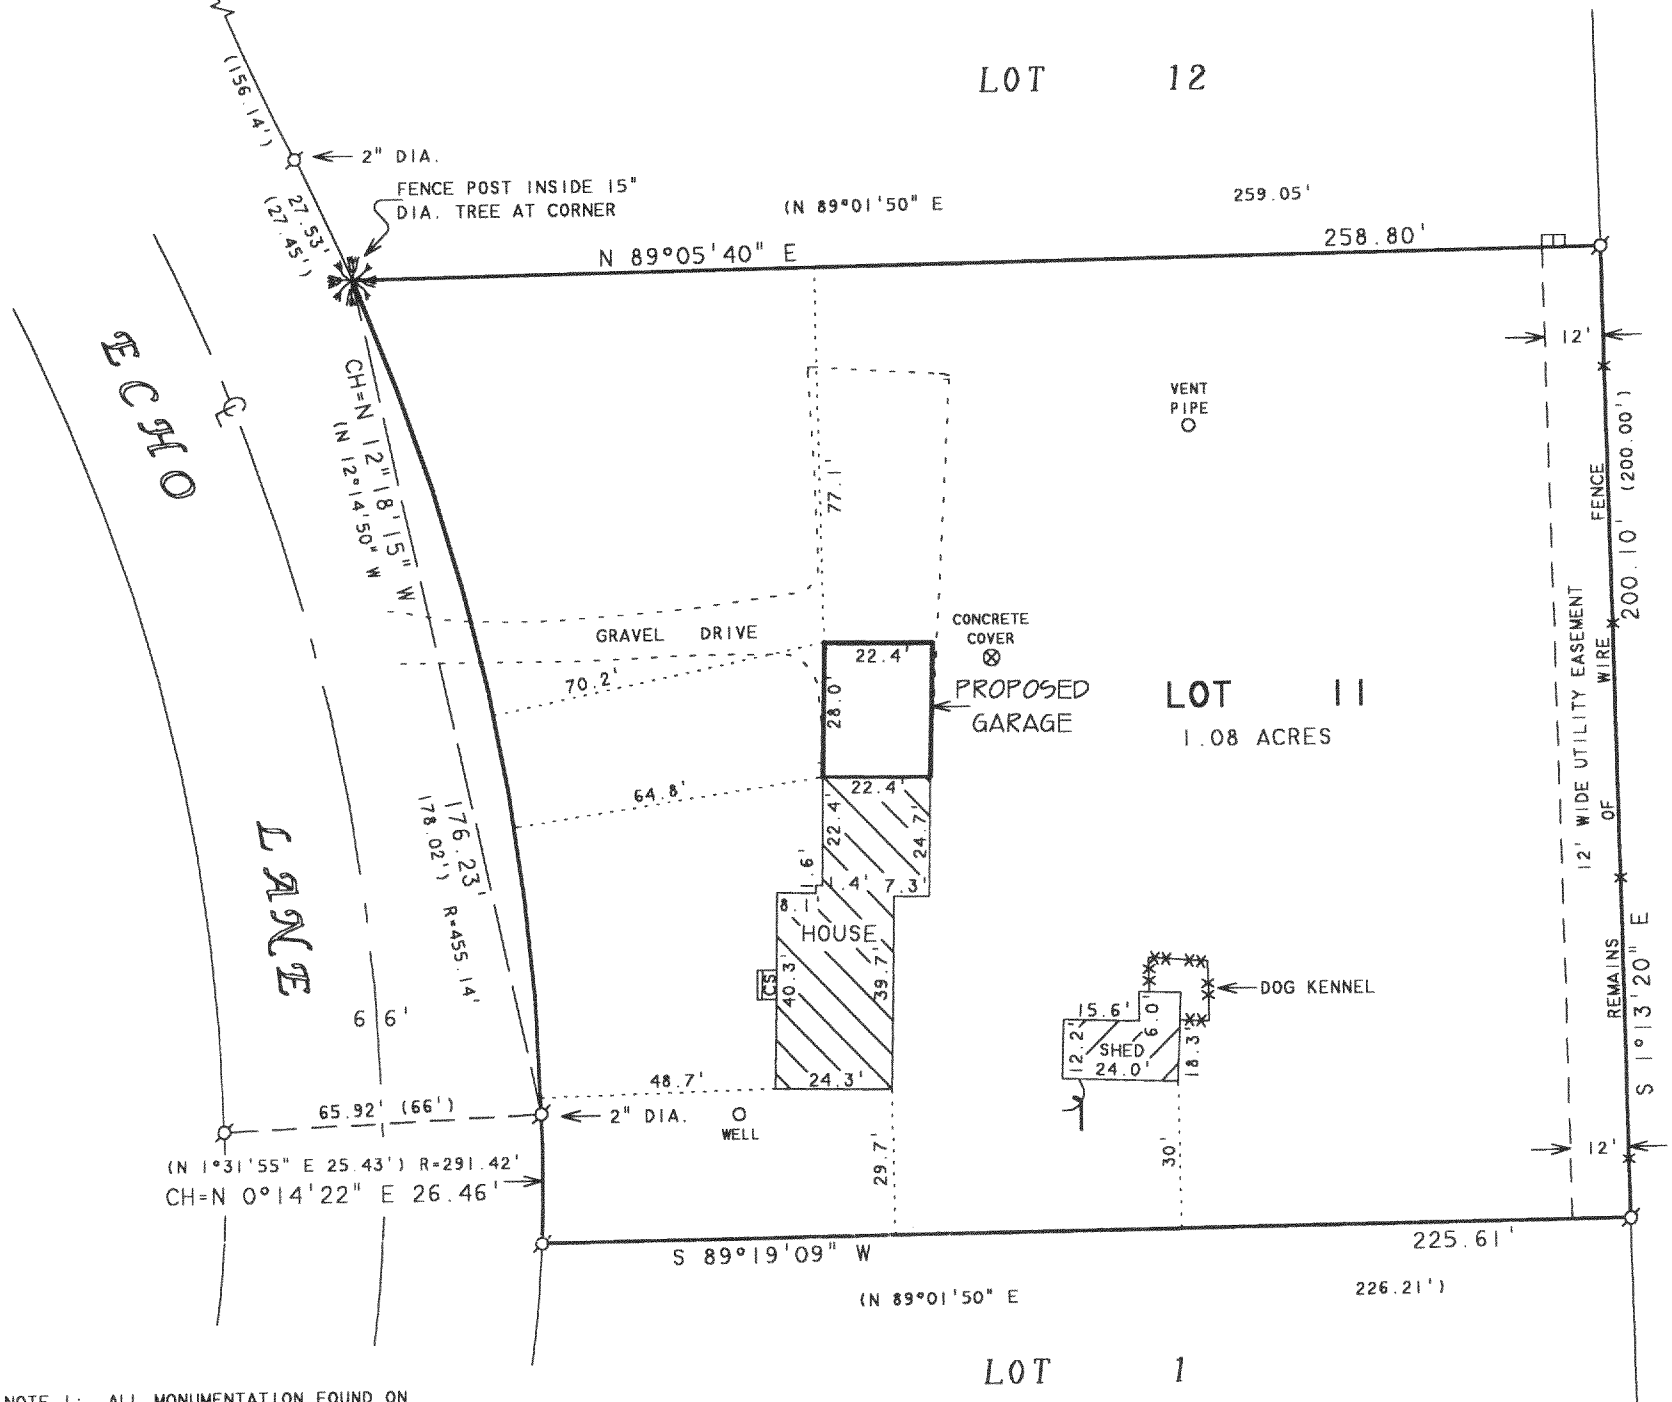 LOT 12
(156.14')
2" DIA.
FENCE POST INSIDE 15"
DIA. TREE AT CORNER
27.53'
(27.45')
(N 89°01'50" E
259.05'
N 89°05'40" E
258.80'
12'
ECHO
CH=N 12"18'15" W
(N 12°14'50" W
VENT
PIPE
77.1'
(200.00')
200.10'
FENCE
WIRE
OF
REMAINS
12' WIDE UTILITY EASEMENT
S 1°13'20" E
GRAVEL DRIVE
CONCRETE
COVER
22.4'
28.0'
70.2'
PROPOSED
GARAGE
LOT 11
1.08 ACRES
64.8'
22.4'
22.4'
24.7'
1.6'
1.4'
7.3'
8.1'
HOUSE
CS
40.3'
39.7'
24.3'
176.23'
178.02')
R=455.14'
LANE
66'
DOG KENNEL
15.6'
6.0'
12.2'
SHED
24.0'
18.3'
48.7'
65.92' (66')
2" DIA.
WELL
29.7'
30'
12'
(N 1°31'55" E 25.43') R=291.42'
CH=N 0°14'22" E 26.46'
S 89°19'09" W
225.61'
(N 89°01'50" E
226.21')
LOT 1
NOTE 1: ALL MONUMENTATION FOUND ON